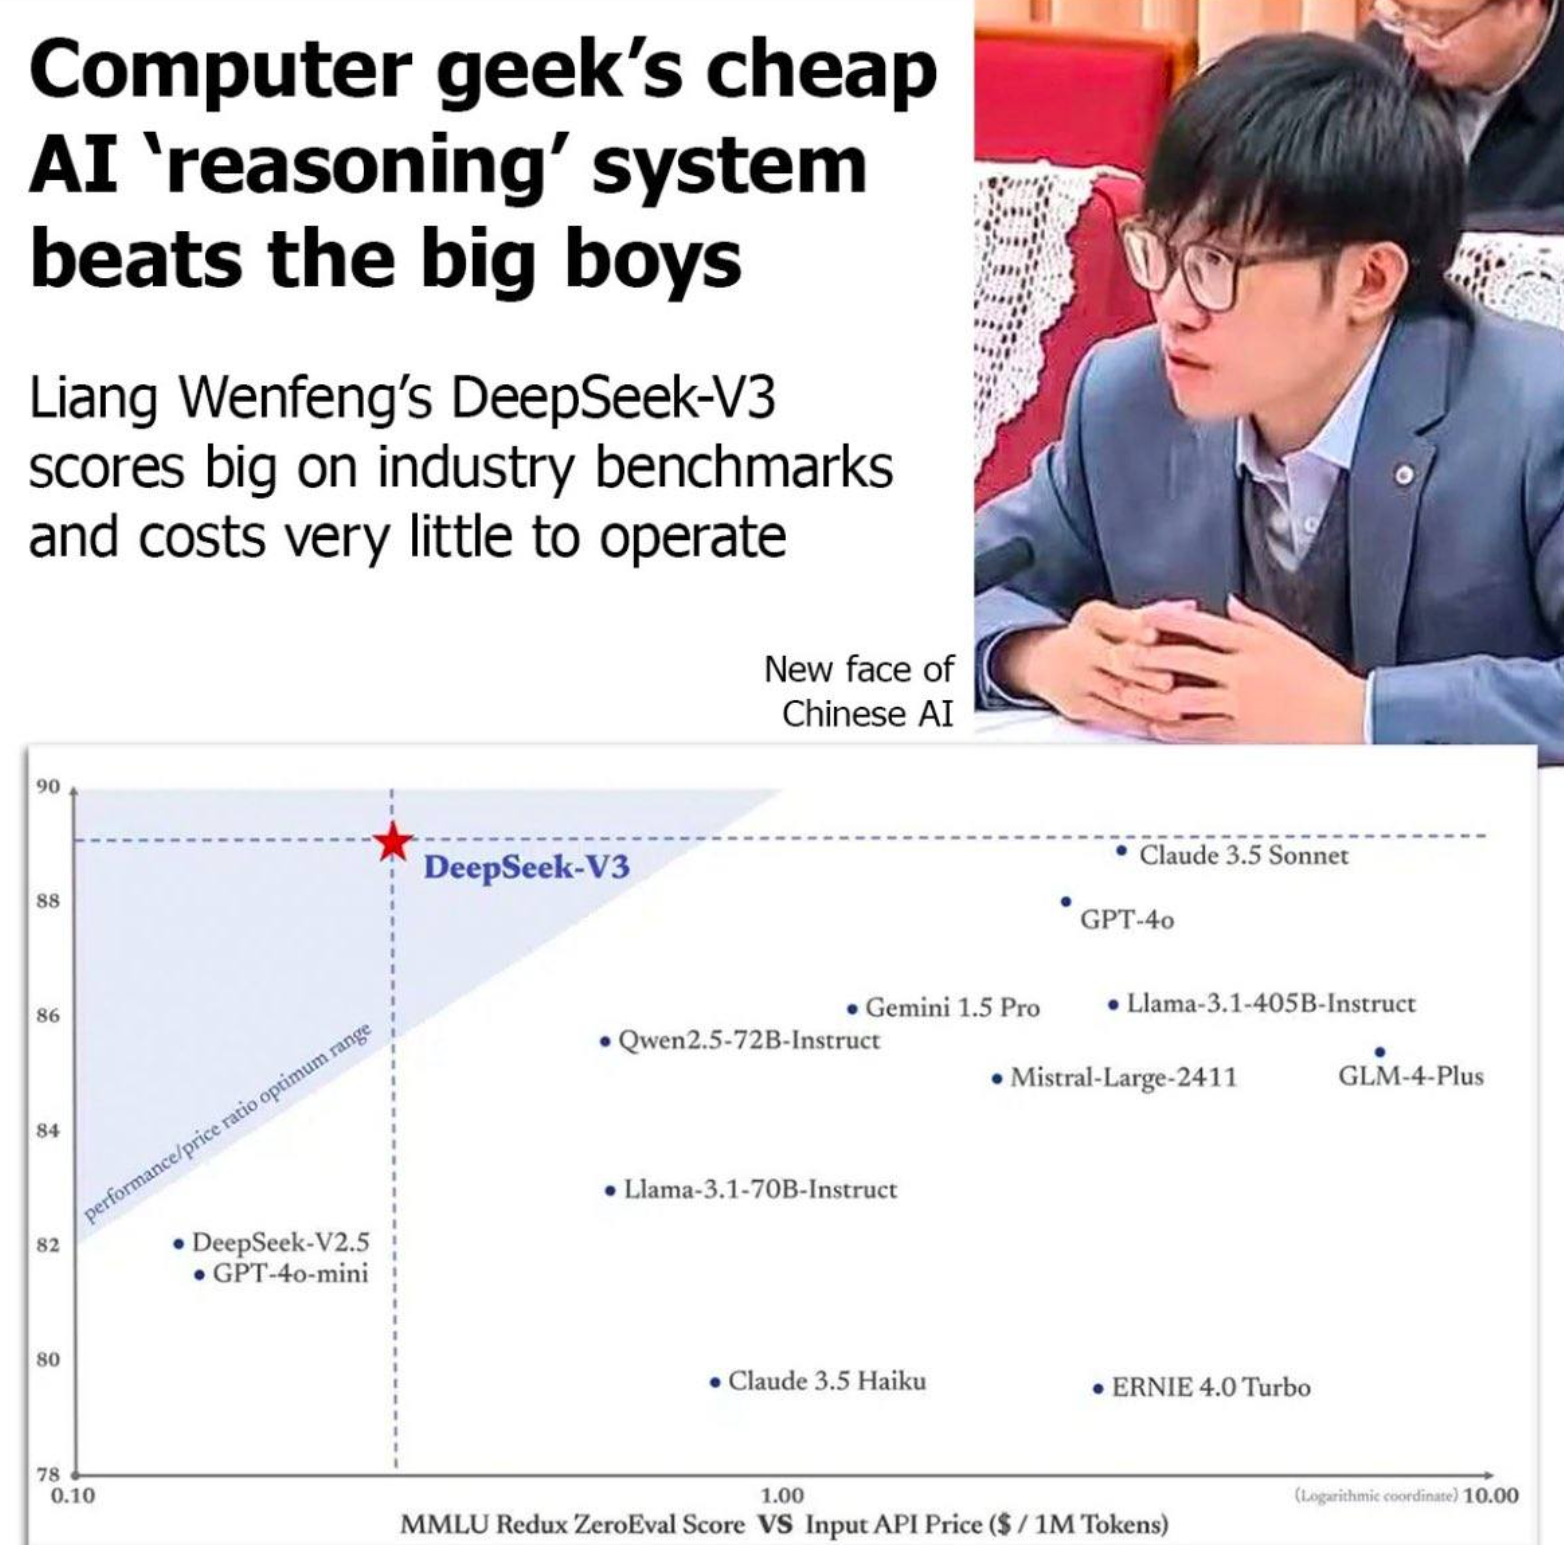 Computer geek’s cheap
AI ‵reasoning′ system
beats the big boys
Liang Wenfeng’s DeepSeek-V3
scores big on industry benchmarks
and costs very little to operate
New face of
Chinese AI
90
DeepSeek-V3
Claude 3.5 Sonnet
88
GPT-4o
86
Gemini 1.5 Pro
Llama-3.1-405B-Instruct
Qwen2.5-72B-Instruct
Mistral-Large-2411
GLM-4-Plus
performance/price ratio optimum range
84
Llama-3.1-70B-Instruct
82
DeepSeek-V2.5
GPT-4o-mini
80
Claude 3.5 Haiku
ERNIE 4.0 Turbo
78
0.10
1.00
(Logarithmic coordinate) 10.00
MMLU Redux ZeroEval Score VS Input API Price ($ / 1M Tokens)